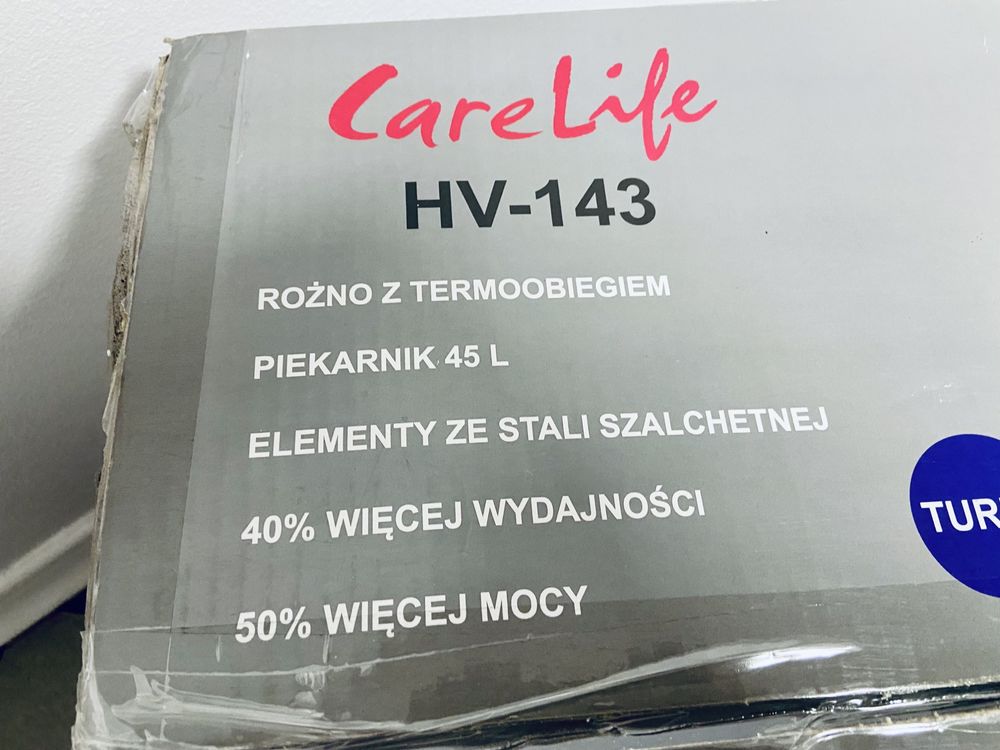 CareLife
HV-143
ROŻNO Z TERMOOBIEGIEM
PIEKARNIK 45 L
ELEMENTY ZE STALI SZALCHETNEJ
40% WIĘCEJ WYDAJNOŚCI
50% WIĘCEJ MOCY